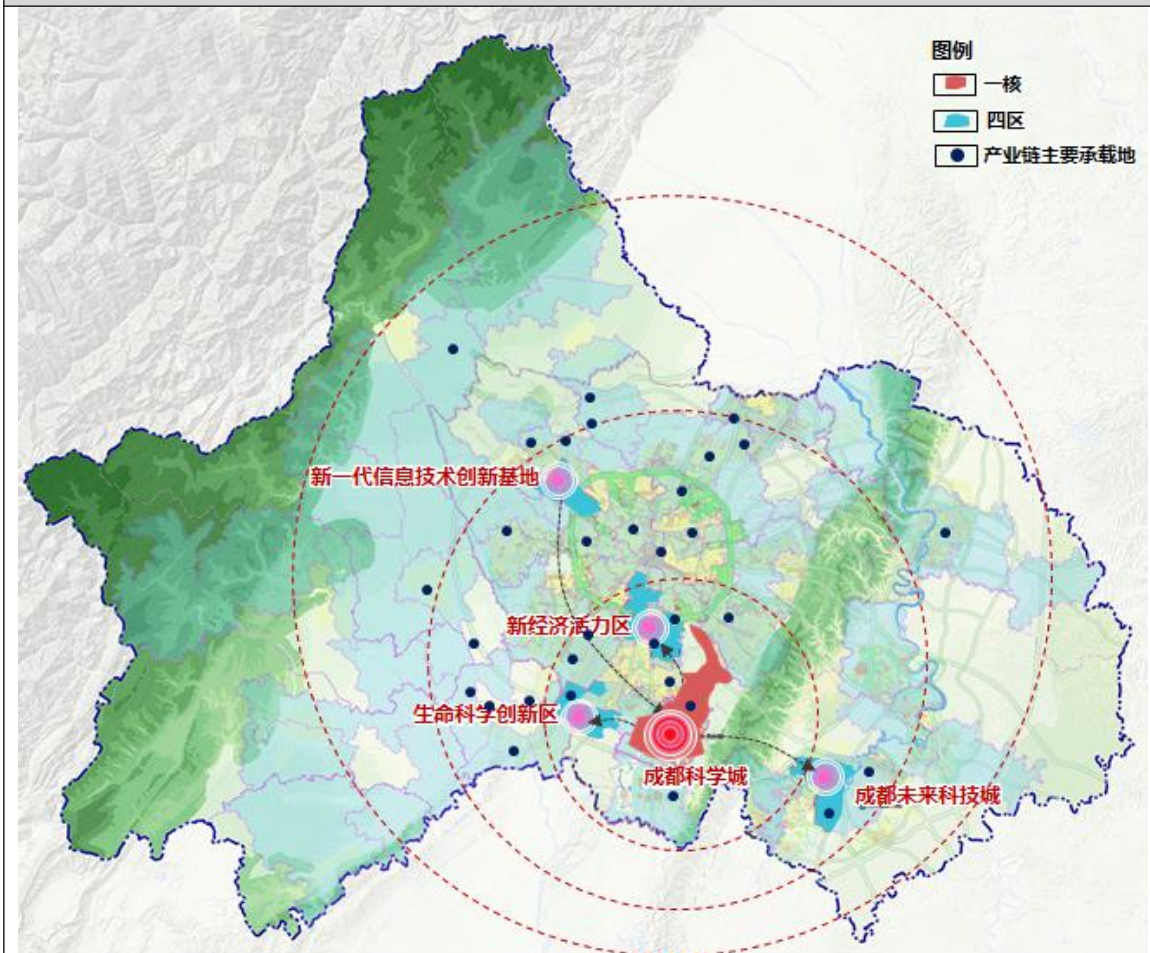 图例
一核
四区
产业链主要承载地
新一代信息技术创新基地
新经济活力区
生命科学创新区
成都科学城
成都未来科技城